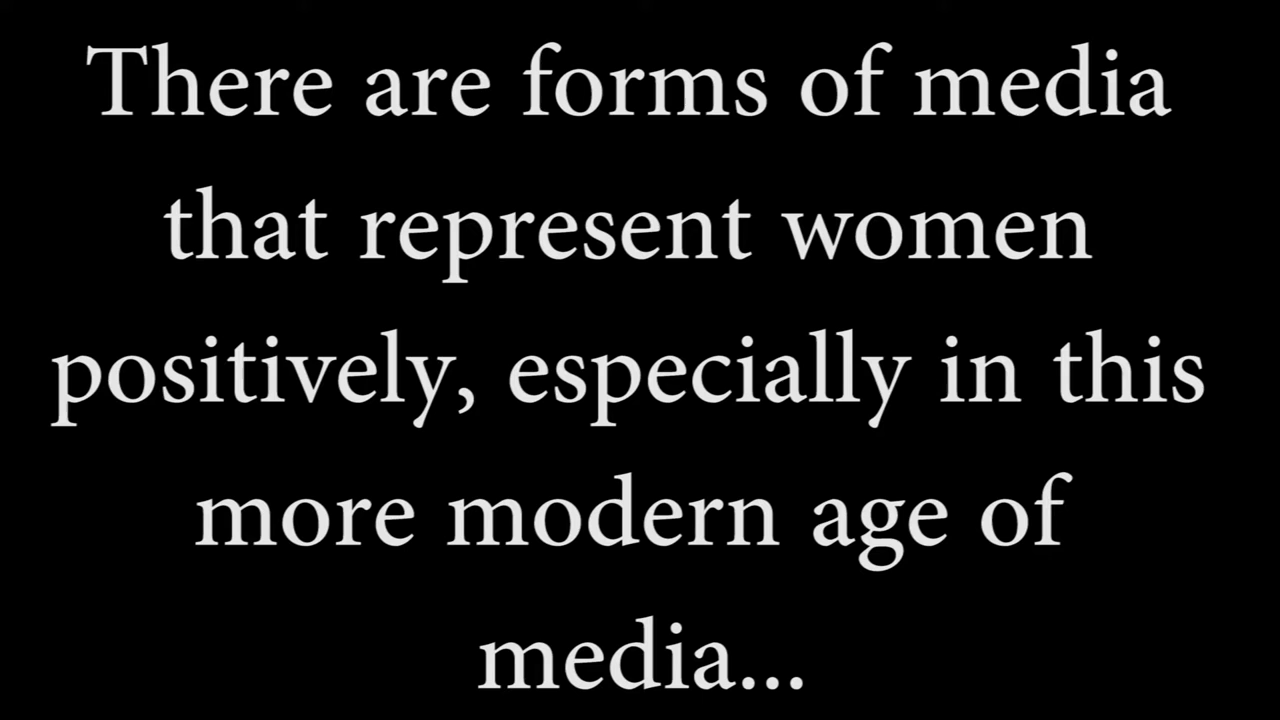 There are forms of media
that represent women
positively, especially in this
more modern age of
media...